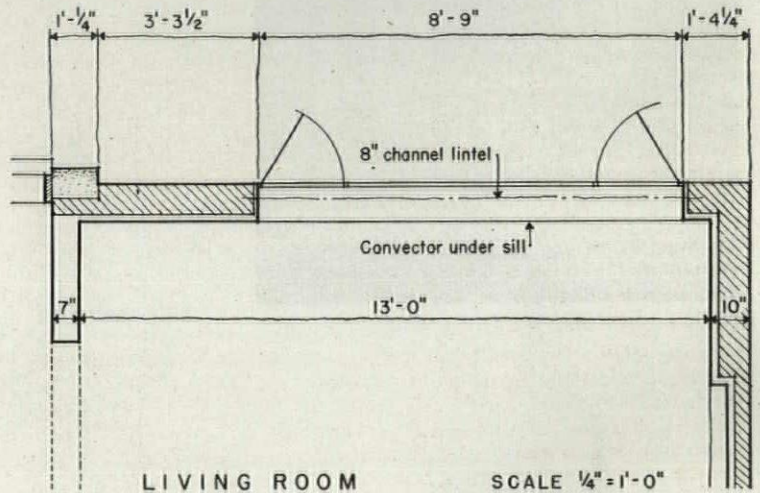 1'-¼" 3'-3½" 8'-9" 1'-4¼"
8" channel lintel
Convector under sill
7" 13'-0" 10"
LIVING ROOM SCALE ¼"=1'-0"